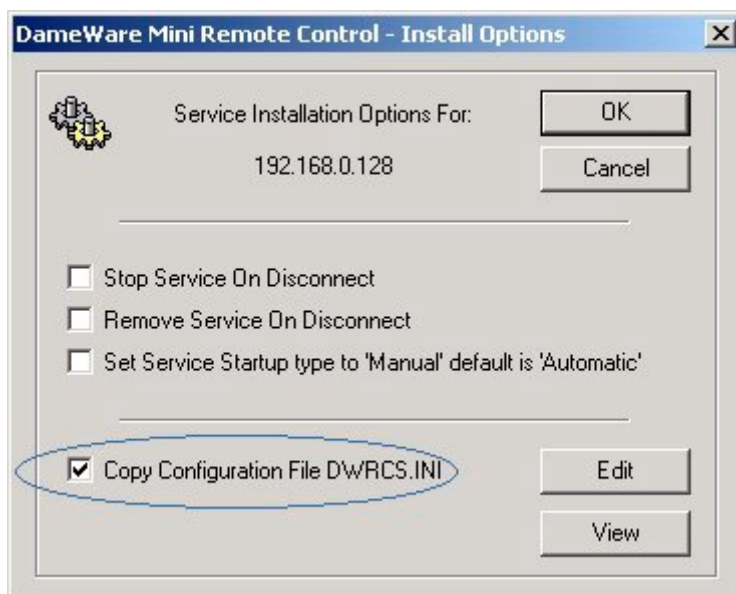 DameWare Mini Remote Control - Install Options
Service Installation Options For:
OK
192.168.0.128
Cancel
Stop Service On Disconnect
Remove Service On Disconnect
Set Service Startup type to 'Manual' default is 'Automatic'
Copy Configuration File DWRCS.INI
Edit
View